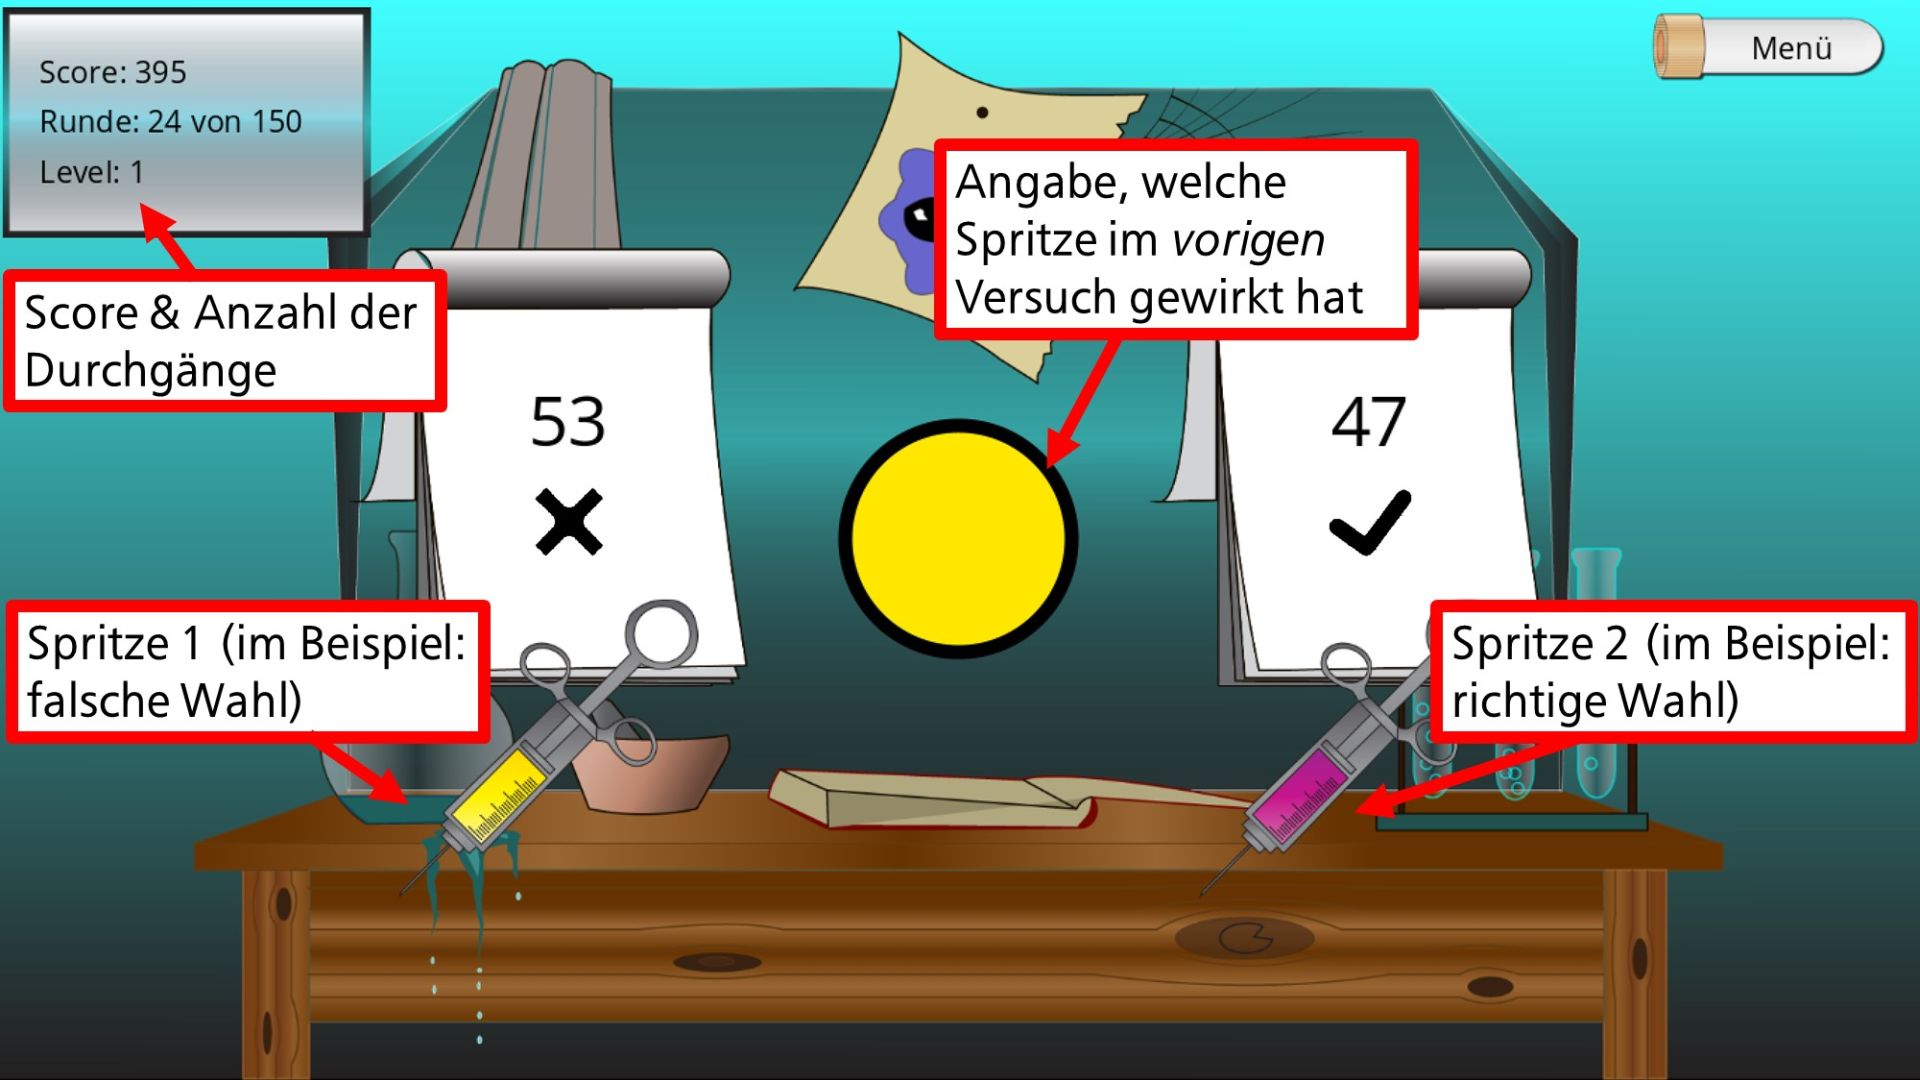 Score: 395
Runde: 24 von 150
Level: 1
Menü
Angabe, welche
Spritze im vorigen
Versuch gewirkt hat
Score & Anzahl der
Durchgänge
53
47
Spritze 1 (im Beispiel:
falsche Wahl)
Spritze 2 (im Beispiel:
richtige Wahl)